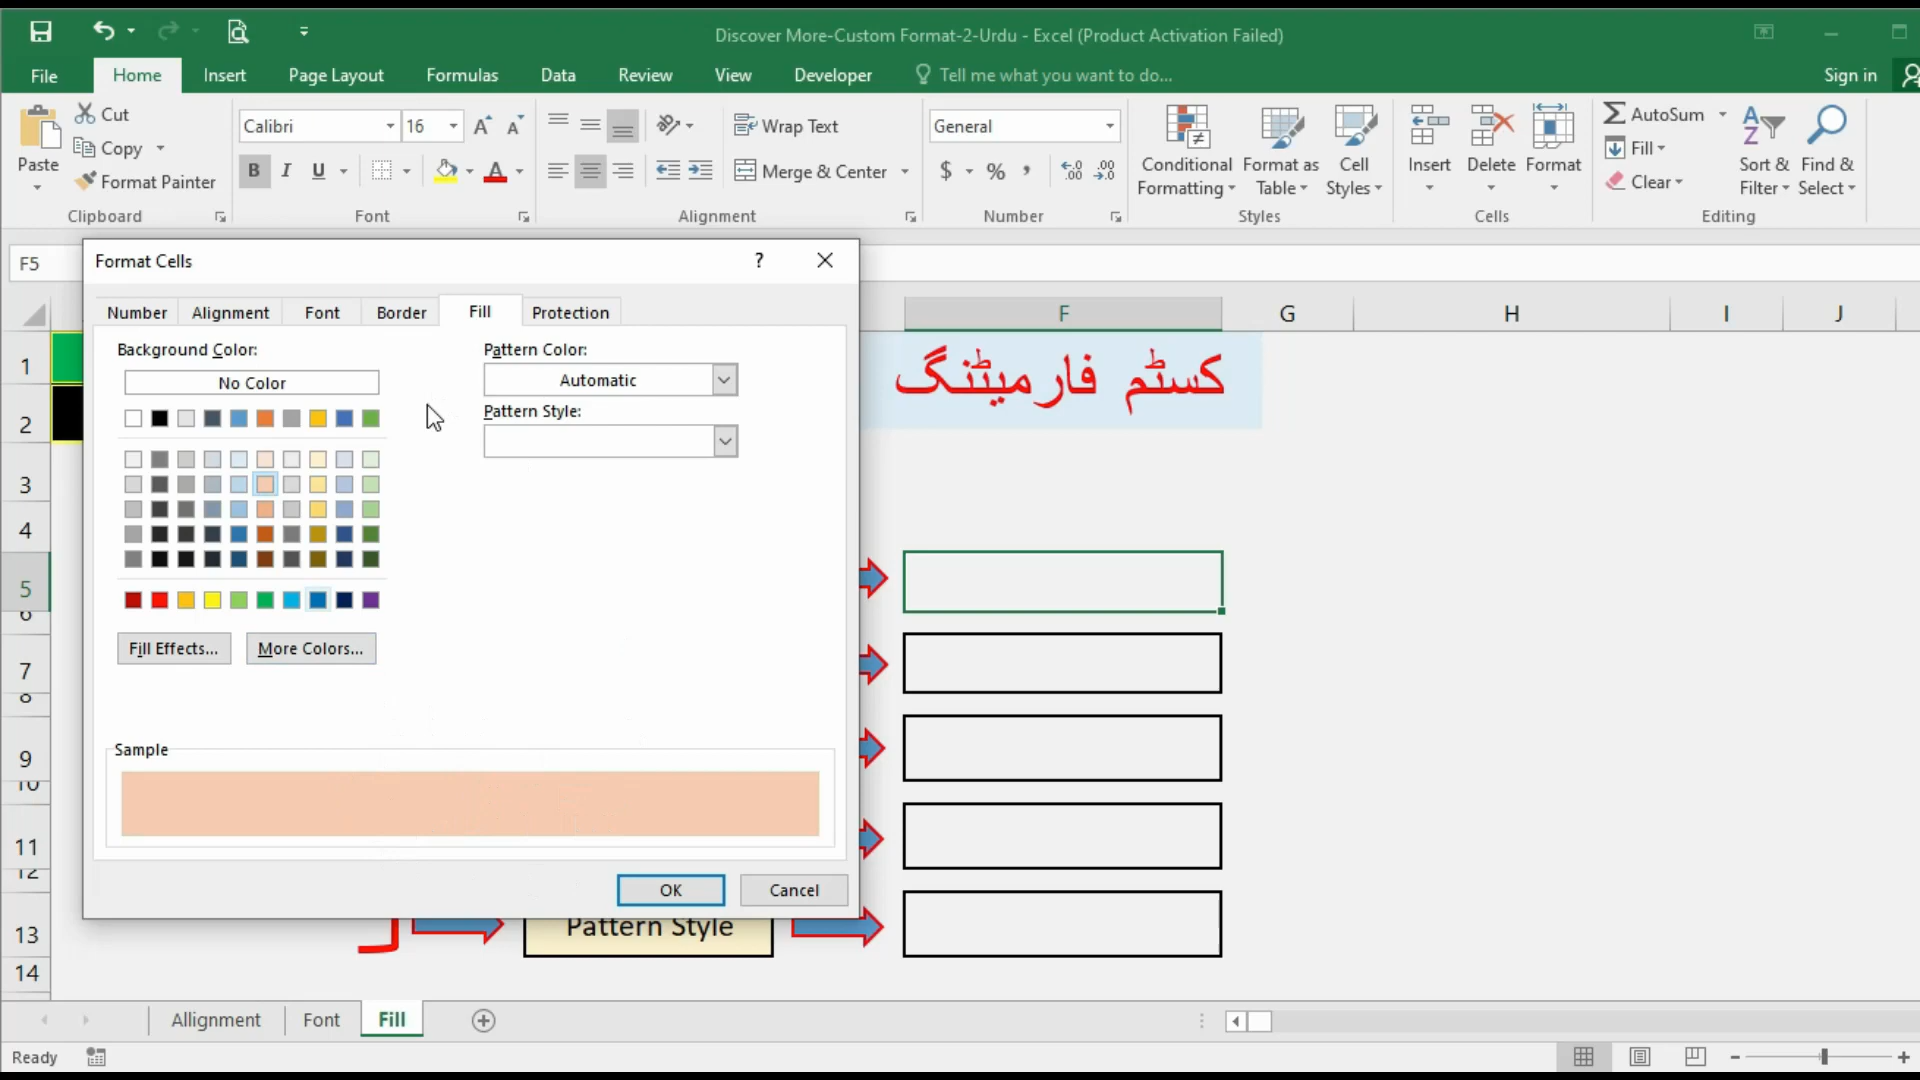 Discover More-Custom Format-2-Urdu - Excel (Product Activation Failed)
File Home Insert Page Layout Formulas Data Review View Developer Tell me what you want to do... Sign in
Paste
Cut
Copy
Format Painter
Clipboard
Calibri 16
B I U
Font
Wrap Text
Merge & Center
Alignment
General
$ % ,
Number
Conditional Formatting
Format as Table
Cell Styles
Styles
Insert Delete Format
Cells
AutoSum
Fill
Clear
Sort & Filter
Find & Select
Editing
F5
Format Cells
?
Number Alignment Font Border Fill Protection
Background Color:
No Color
Pattern Color:
Automatic
Pattern Style:
Fill Effects... More Colors...
Sample
OK Cancel
F G H I J
1
2
3
4
5
6
7
8
9
10
11
12
13
14
کسٹم فارمیٹنگ
Pattern Style
Allignment Font Fill
Ready